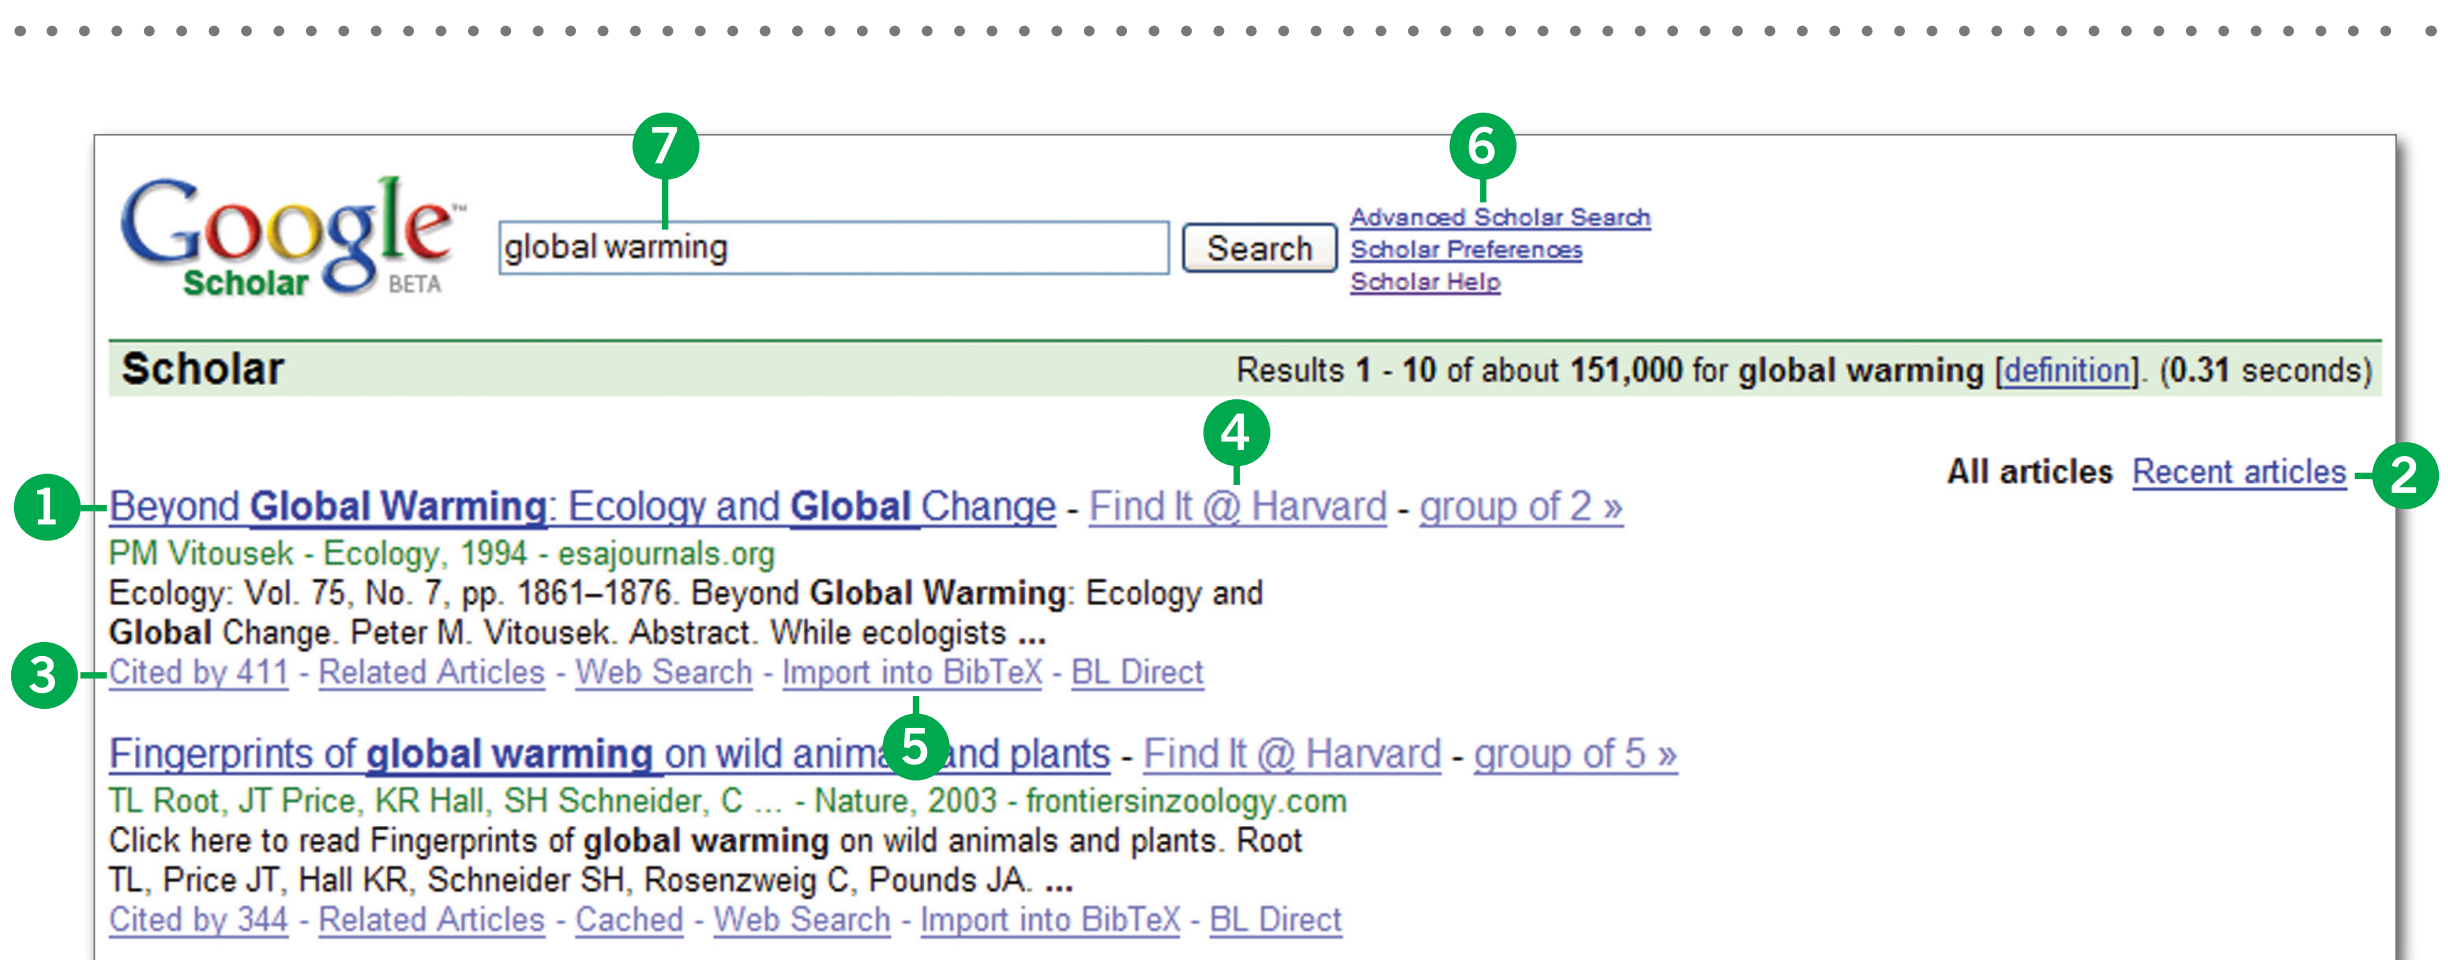 7
6
Google™
Scholar BETA
global warming
Search
Advanced Scholar Search
Scholar Preferences
Scholar Help
Scholar
Results 1 - 10 of about 151,000 for global warming [definition]. (0.31 seconds)
4
All articles Recent articles
2
1
Beyond Global Warming: Ecology and Global Change - Find It @ Harvard - group of 2 »
PM Vitousek - Ecology, 1994 - esajournals.org
Ecology: Vol. 75, No. 7, pp. 1861–1876. Beyond Global Warming: Ecology and
Global Change. Peter M. Vitousek. Abstract. While ecologists ...
3
Cited by 411 - Related Articles - Web Search - Import into BibTeX - BL Direct
5
Fingerprints of global warming on wild anima and plants - Find It @ Harvard - group of 5 »
TL Root, JT Price, KR Hall, SH Schneider, C ... - Nature, 2003 - frontiersinzoology.com
Click here to read Fingerprints of global warming on wild animals and plants. Root
TL, Price JT, Hall KR, Schneider SH, Rosenzweig C, Pounds JA. ...
Cited by 344 - Related Articles - Cached - Web Search - Import into BibTeX - BL Direct